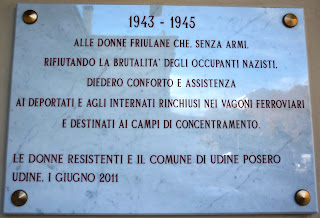 1943 - 1945
ALLE DONNE FRIULANE CHE, SENZA ARMI,
RIFIUTANDO LA BRUTALITA' DEGLI OCCUPANTI NAZISTI,
DIEDERO CONFORTO E ASSISTENZA
AI DEPORTATI E AGLI INTERNATI RINCHIUSI NEI VAGONI FERROVIARI
E DESTINATI AI CAMPI DI CONCENTRAMENTO.
LE DONNE RESISTENTI E IL COMUNE DI UDINE POSERO
UDINE, 1 GIUGNO 2011